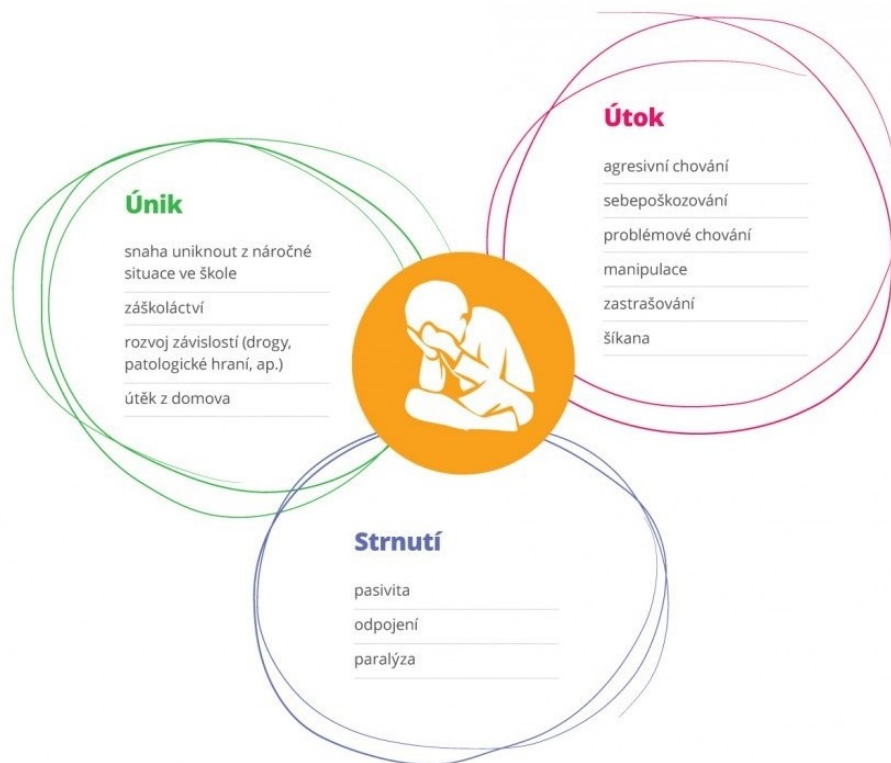 Únik
snaha uniknout z náročné
situace ve škole
záškoláctví
rozvoj závislostí (drogy,
patologické hraní, ap.)
útěk z domova
Útok
agresivní chování
sebepoškozování
problémové chování
manipulace
zastrašování
šíkana
Strnutí
pasivita
odpojení
paralýza